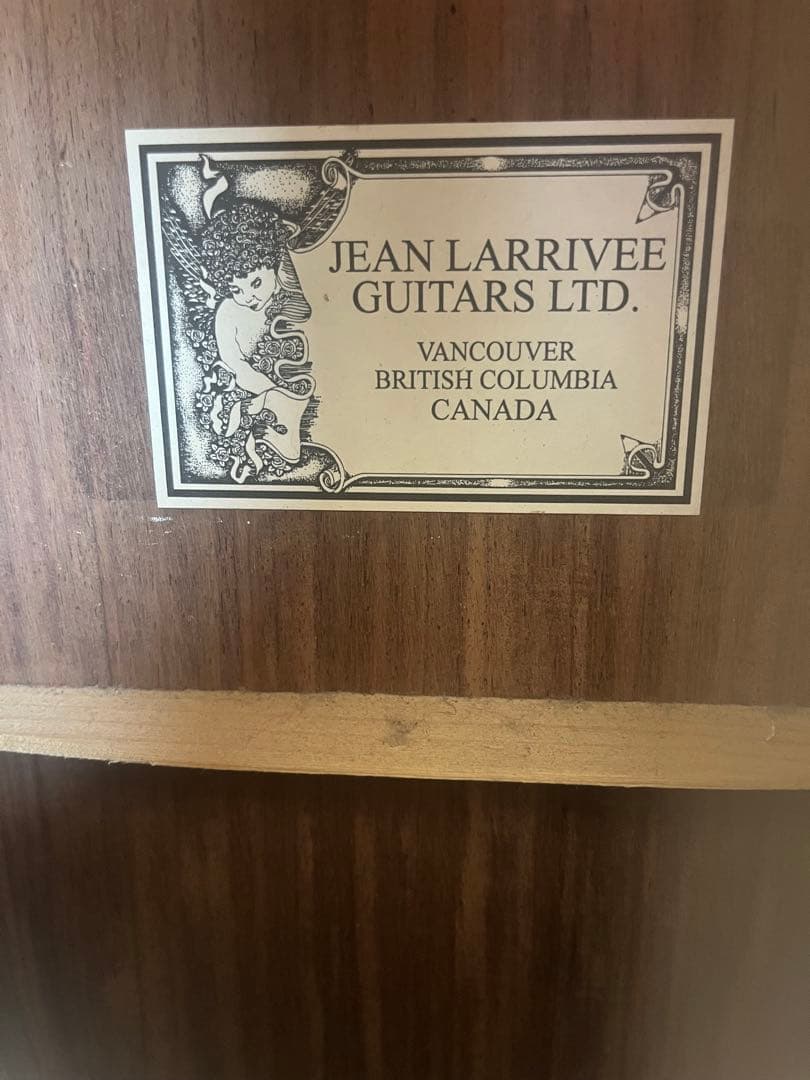 JEAN LARRIVEE
GUITARS LTD.
VANCOUVER
BRITISH COLUMBIA
CANADA